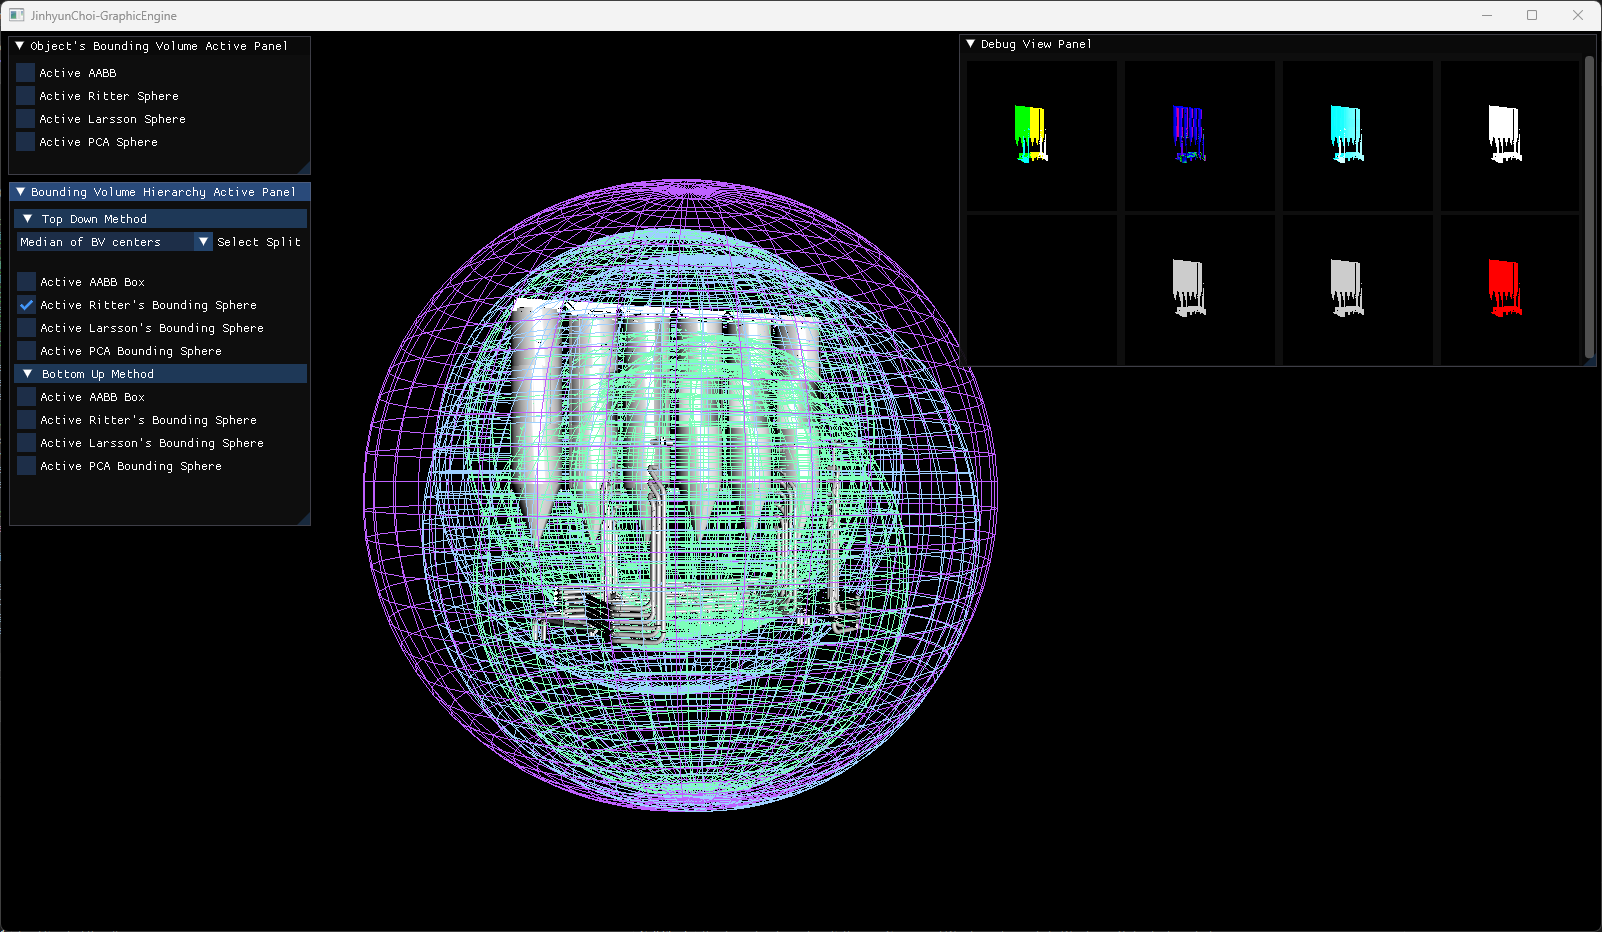 JinhyunChoi-GraphicEngine
Object's Bounding Volume Active Panel
Active AABB
Active Ritter Sphere
Active Larsson Sphere
Active PCA Sphere
Bounding Volume Hierarchy Active Panel
Top Down Method
Median of BV centers
Select Split
Active AABB Box
Active Ritter's Bounding Sphere
Active Larsson's Bounding Sphere
Active PCA Bounding Sphere
Bottom Up Method
Active AABB Box
Active Ritter's Bounding Sphere
Active Larsson's Bounding Sphere
Active PCA Bounding Sphere
Debug View Panel